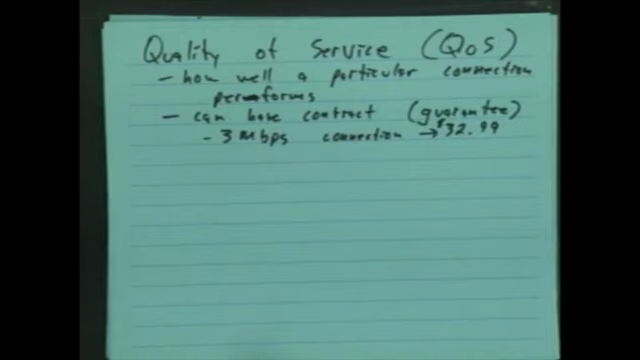 Quality of Service (QoS)
- how well a particular connection
performs
- can have contract (guarantee)
- 3 Mbps connection → $32.99